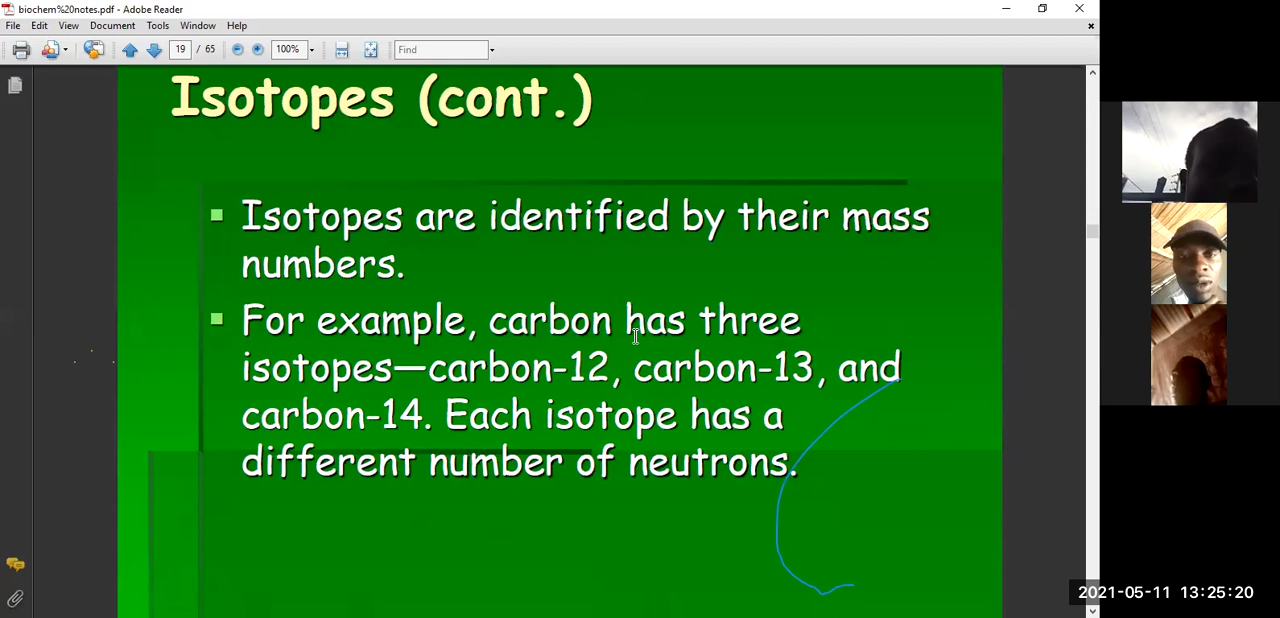 biochem%20notes.pdf - Adobe Reader
File Edit View Document Tools Window Help
19 / 65 100% Find
Isotopes (cont.)
Isotopes are identified by their mass
numbers.
For example, carbon has three
isotopes—carbon-12, carbon-13, and
carbon-14. Each isotope has a
different number of neutrons.
2021-05-11 13:25:20